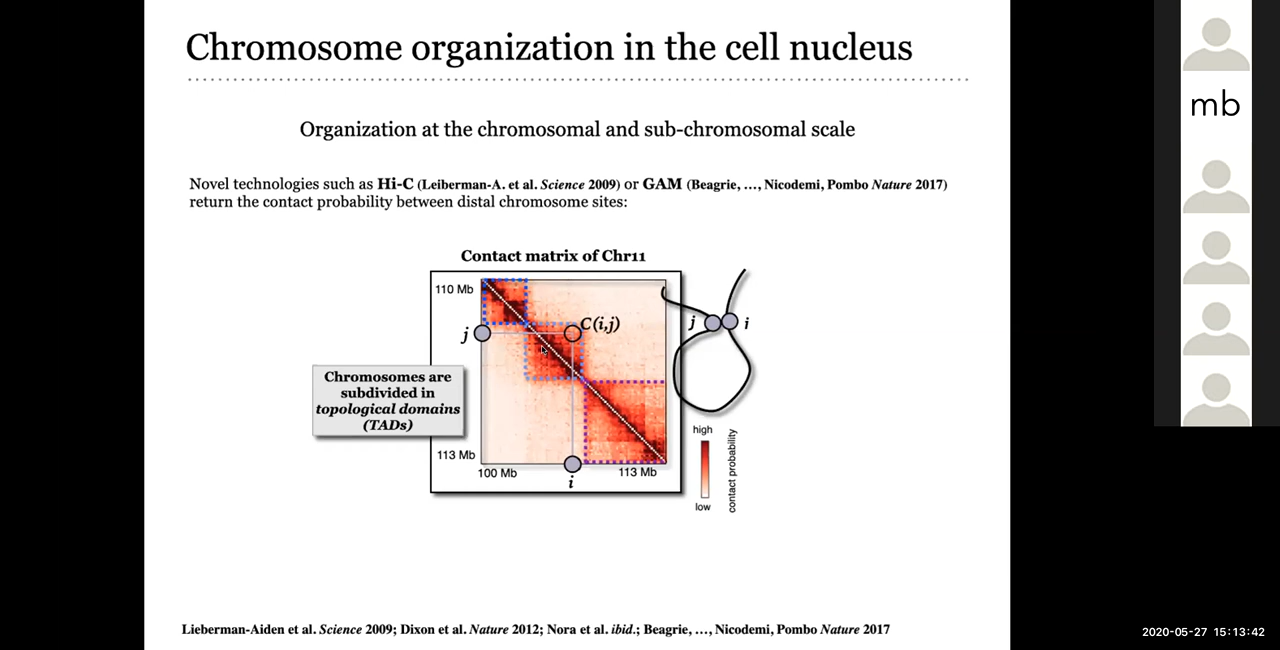 Chromosome organization in the cell nucleus
mb
Organization at the chromosomal and sub-chromosomal scale
Novel technologies such as Hi-C (Leiberman-A. et al. Science 2009) or GAM (Beagrie, ..., Nicodemi, Pombo Nature 2017)
return the contact probability between distal chromosome sites:
Contact matrix of Chr11
110 Mb
j
C(i,j)
j
i
Chromosomes are
subdivided in
topological domains
(TADs)
113 Mb
100 Mb
113 Mb
i
high
low
contact probability
Lieberman-Aiden et al. Science 2009; Dixon et al. Nature 2012; Nora et al. ibid.; Beagrie, ..., Nicodemi, Pombo Nature 2017
2020-05-27 15:13:42